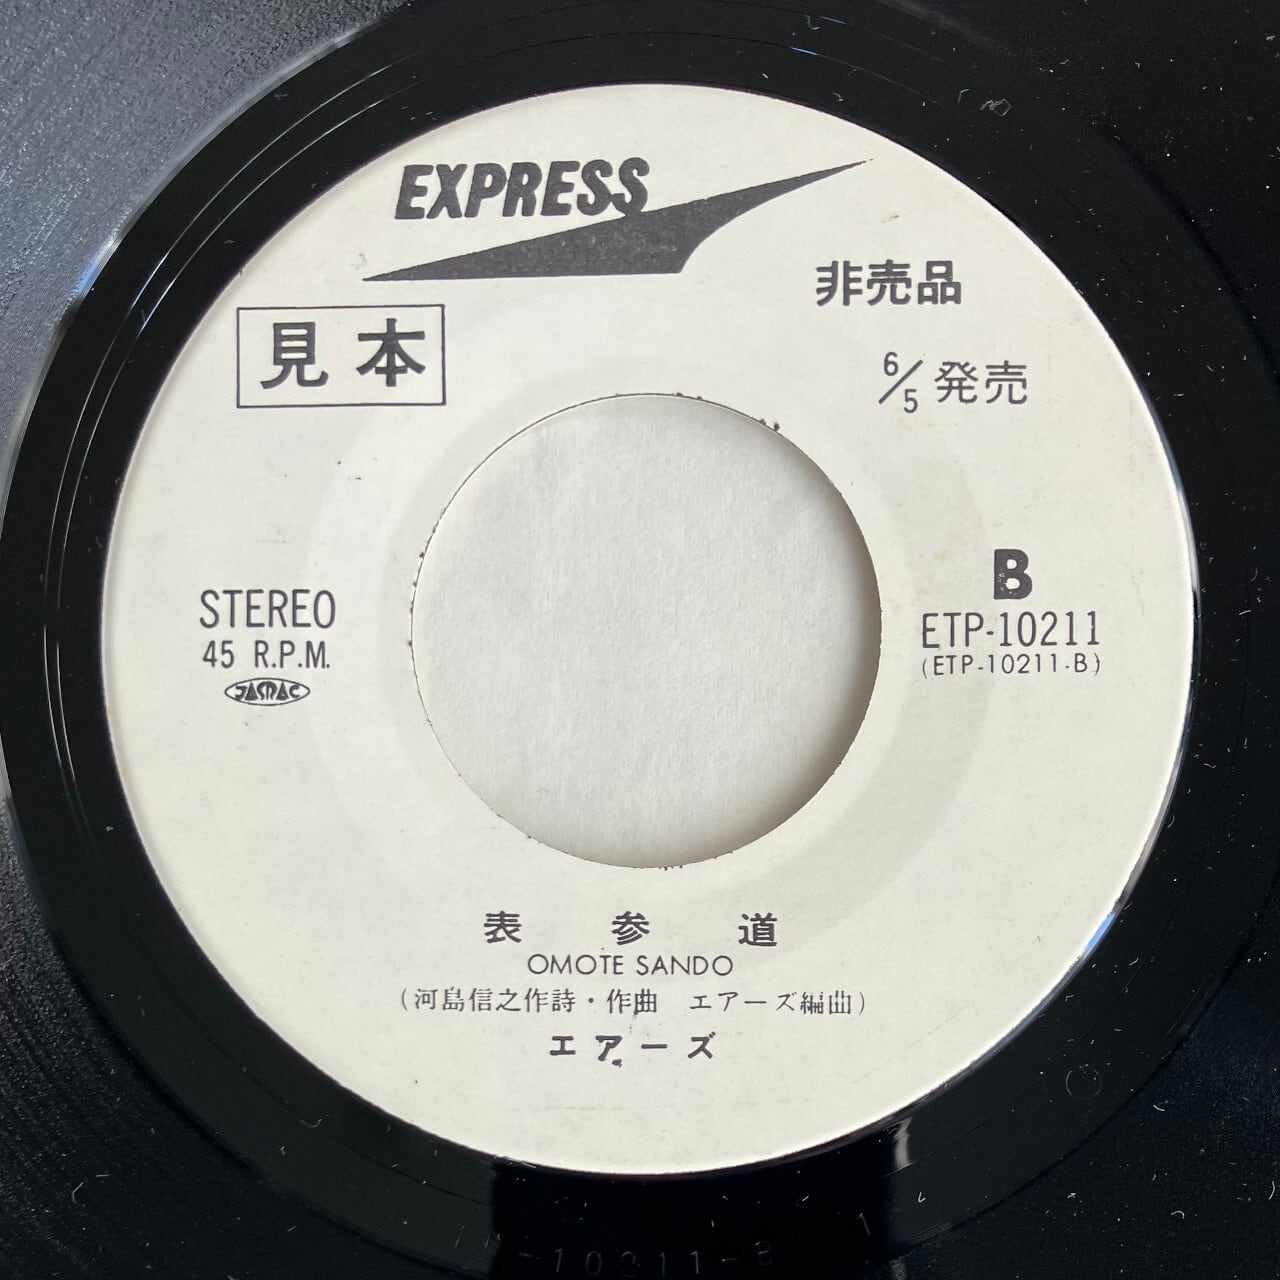 EXPRESS
非売品
見本
6/5 発売
B
STEREO
ETP-10211
45 R.P.M.
(ETP-10211-B)
JASRAC
表参道
OMOTE SANDO
(河島信之作詩・作曲 エアーズ編曲)
エアーズ
-10211-B
1